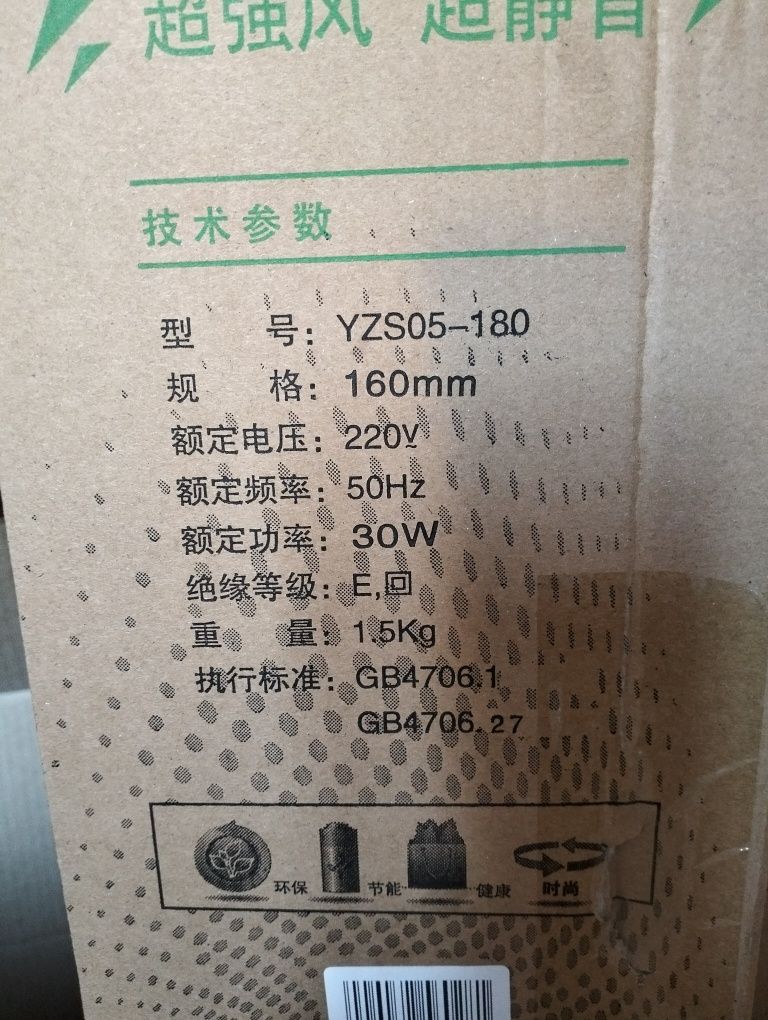 超强风 超静音
技术参数
型 号：YZS05-180
规 格：160mm
额定电压：220V~
额定频率：50Hz
额定功率：30W
绝缘等级：E,回
重 量：1.5Kg
执行标准：GB4706.1
GB4706.27
环保 节能 健康 时尚